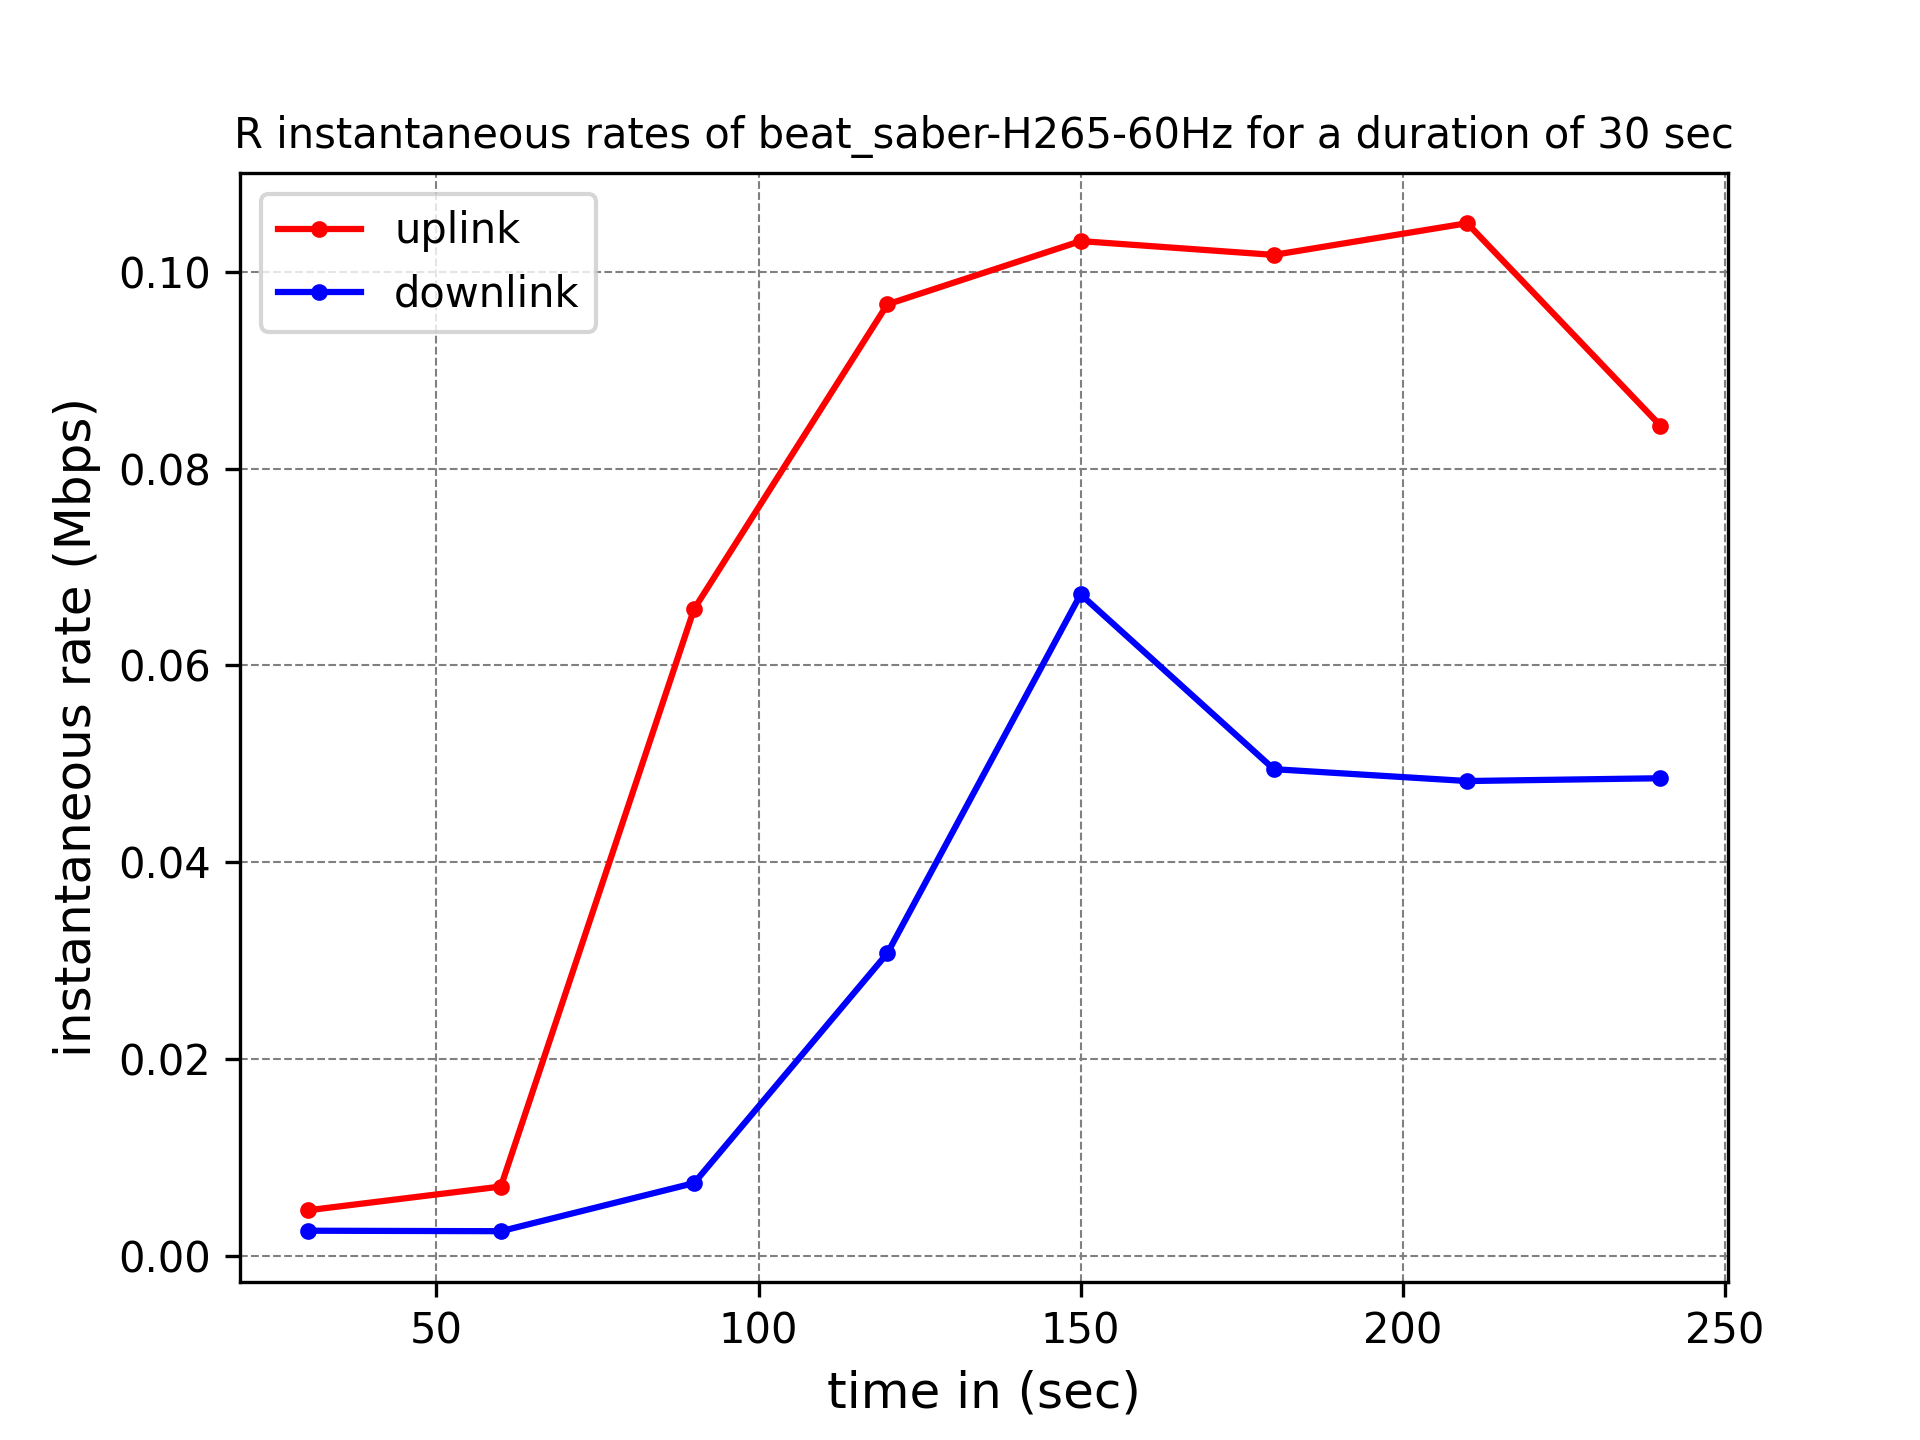 R instantaneous rates of beat_saber-H265-60Hz for a duration of 30 sec
uplink
downlink
instantaneous rate (Mbps)
0.10
0.08
0.06
0.04
0.02
0.00
50 100 150 200 250
time in (sec)